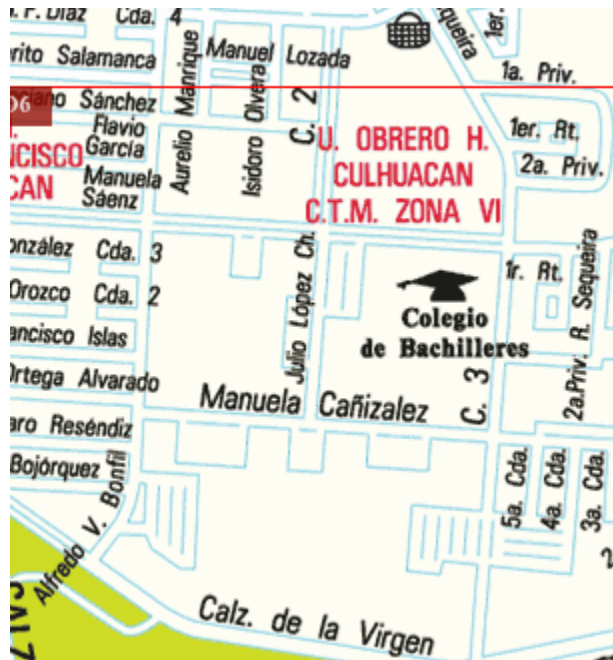 . P. Díaz Cda. 4
rito Salamanca
Manuel Lozada
1er.
1a. Priv.
06
ano Sánchez
Flavio
García
NCISCO
CAN
Manuela
Sáenz
Aurelio Manrique
Isidoro Olvera
C. 2
U. OBRERO H.
CULHUACAN
C.T.M. ZONA VI
1er. Rt.
2a. Priv.
onzález Cda. 3
Orozco Cda. 2
ancisco Islas
Ortega Alvarado
aro Reséndiz
Bojórquez
Julio López Ch.
Colegio
de Bachilleres
C. 3
1r. Rt.
2a.Priv. R. Sequeira
Manuela Cañizalez
5a. Cda.
4a. Cda.
3a. Cda.
2
Alfredo V. Bonfil
Calz. de la Virgen